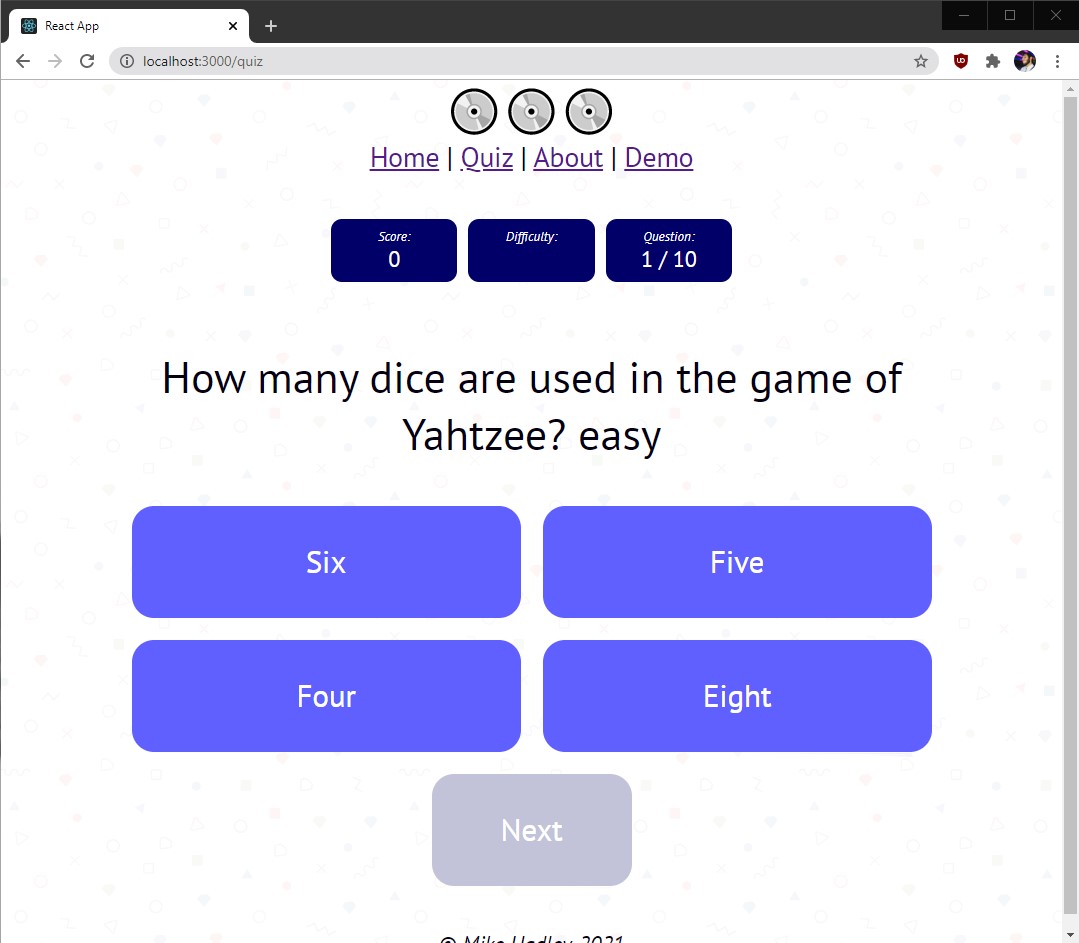 React App
localhost:3000/quiz
Home | Quiz | About | Demo
Score: Difficulty: Question:
0 1 / 10
How many dice are used in the game of
Yahtzee? easy
Six Five
Four Eight
Next
© Mike Hadley 2021